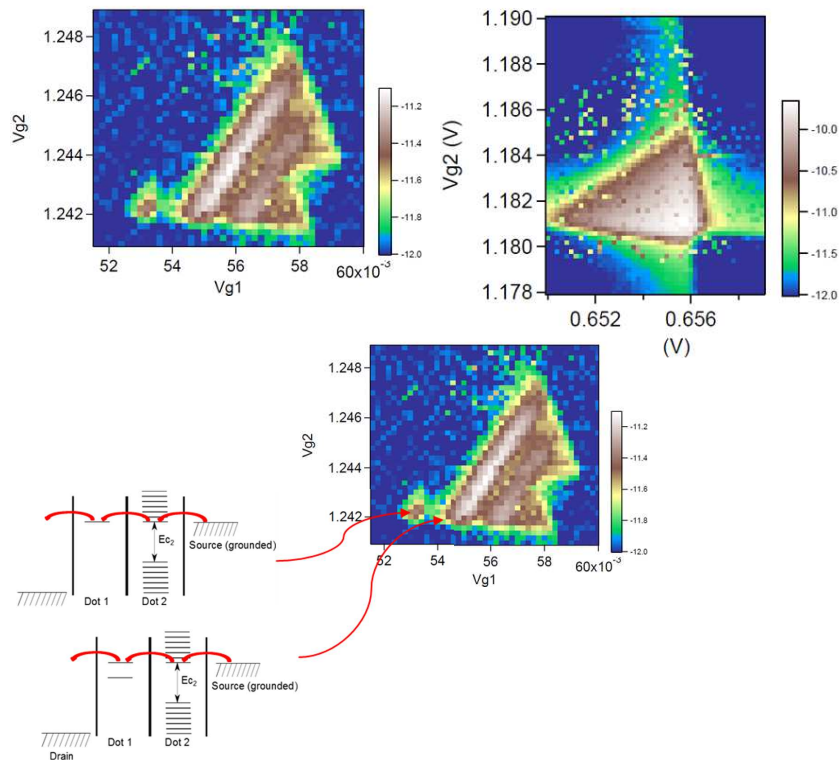 1.248
1.246
1.244
1.242
Vg2
52
54
56
58
60x10⁻³
Vg1
-11.2
-11.4
-11.6
-11.8
-12.0
1.190
1.188
1.186
1.184
1.182
1.180
1.178
Vg2 (V)
0.652
0.656
(V)
-10.0
-10.5
-11.0
-11.5
-12.0
1.248
1.246
1.244
1.242
Vg2
52
54
56
58
60x10⁻³
Vg1
-11.2
-11.4
-11.6
-11.8
-12.0
Ec₂
Source (grounded)
Dot 1
Dot 2
Ec₂
Source (grounded)
Drain
Dot 1
Dot 2